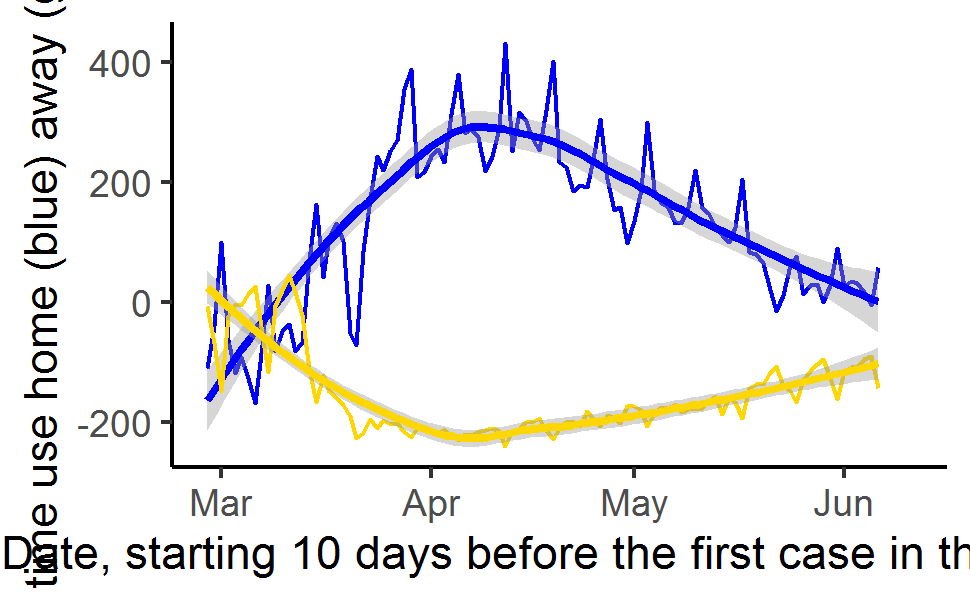 time use home (blue) away (
400
200
0
-200
Mar Apr May Jun
Date, starting 10 days before the first case in th